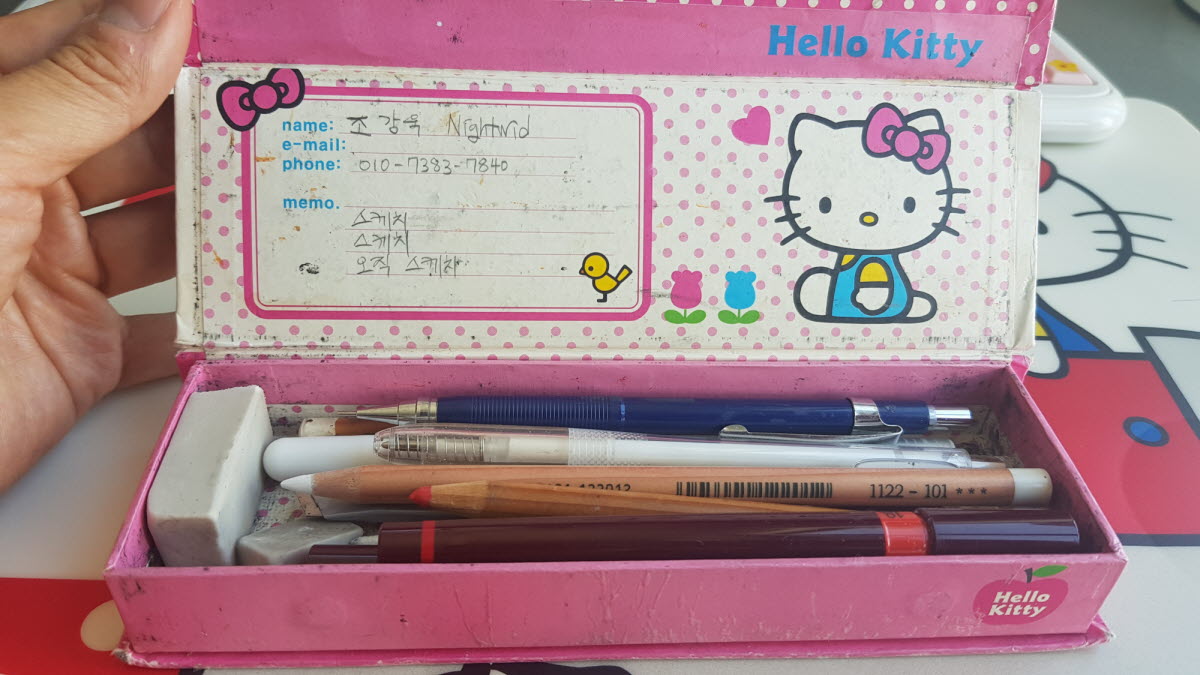 Hello Kitty
name: 조 강욱 Nightwid
e-mail:
phone: 010-7383-7840
memo.
스케치
스케치
오직 스케치
123013
1122-101 ***
Hello
Kitty